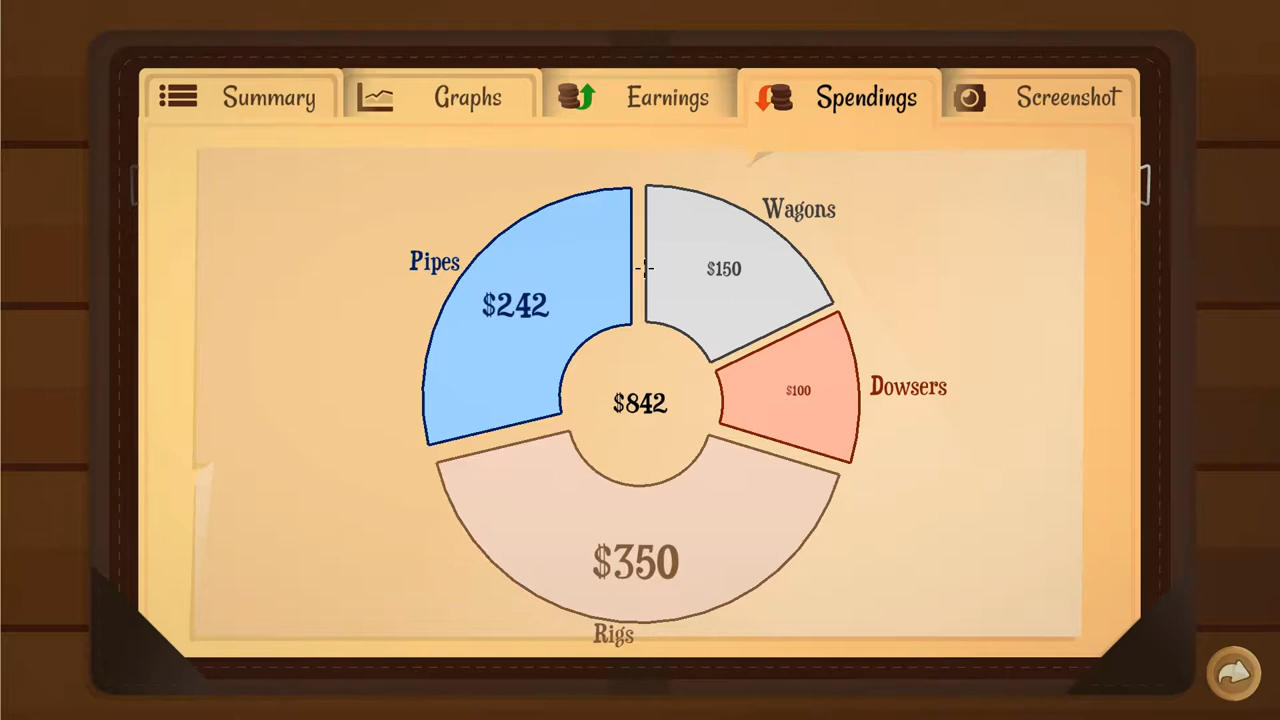 Summary
Graphs
Earnings
Spendings
Screenshot
Wagons
Pipes
$150
$242
Dowsers
$100
$842
$350
Rigs